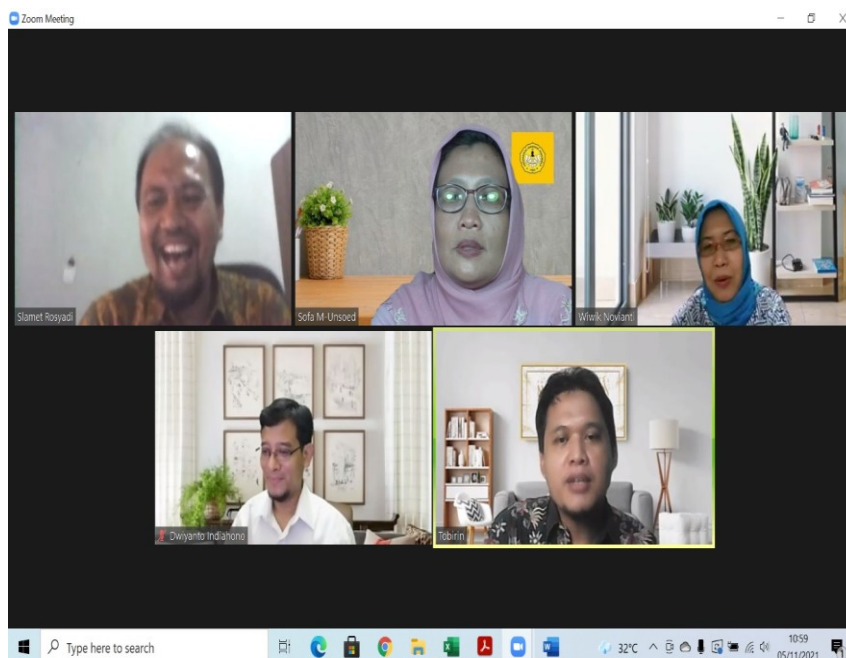 Zoom Meeting
Slamet Rosyadi
Sofa M-Unsoed
Wiwik Novianti
Dwiyanto Indiahono
Tobirin
Type here to search
32°C
10:59
05/11/2021